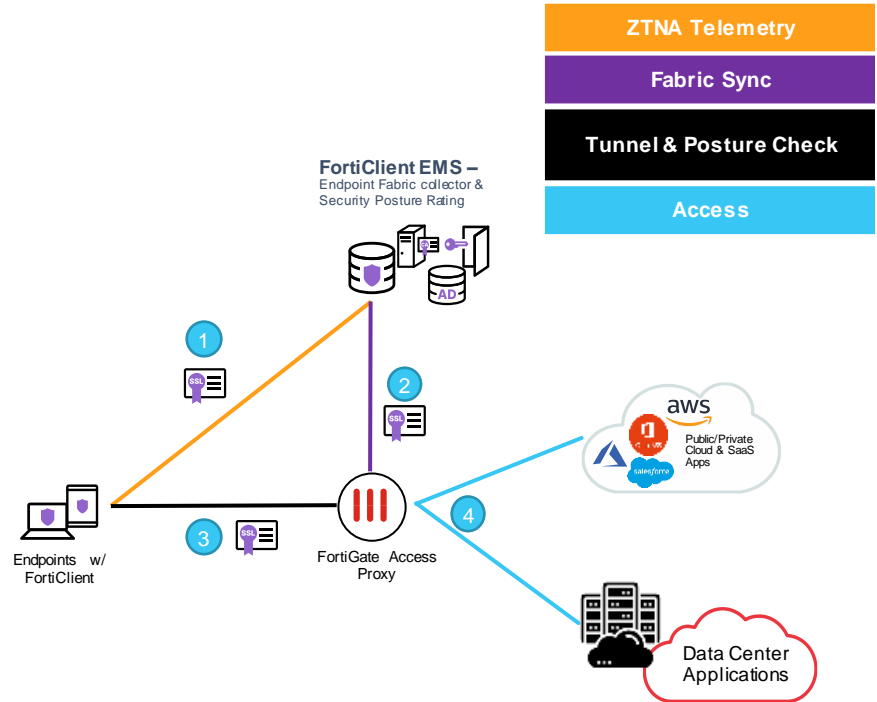 ZTNA Telemetry
Fabric Sync
Tunnel & Posture Check
Access
FortiClient EMS –
Endpoint Fabric collector &
Security Posture Rating
AD
1
SSL
2
SSL
aws
Public/Private
Cloud & SaaS
Apps
salesforce
3
SSL
4
Endpoints w/
FortiClient
FortiGate Access
Proxy
Data Center
Applications